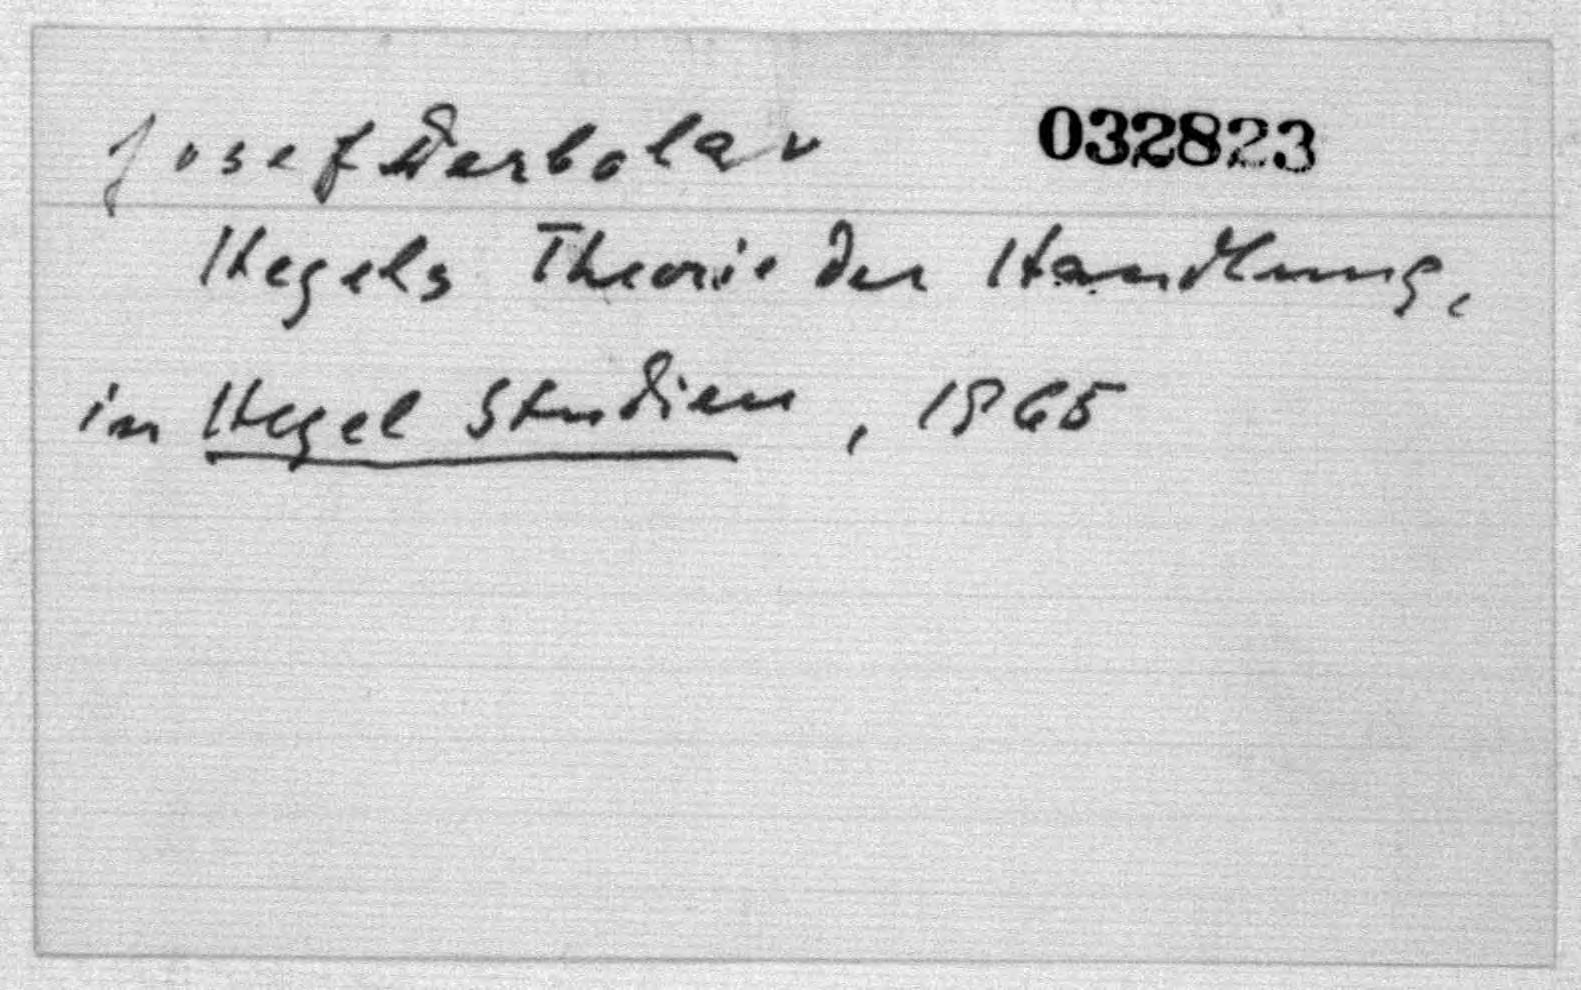 Josef Derbolav 032823
Hegels Theorie der Handlung,
in Hegel Studien, 1965